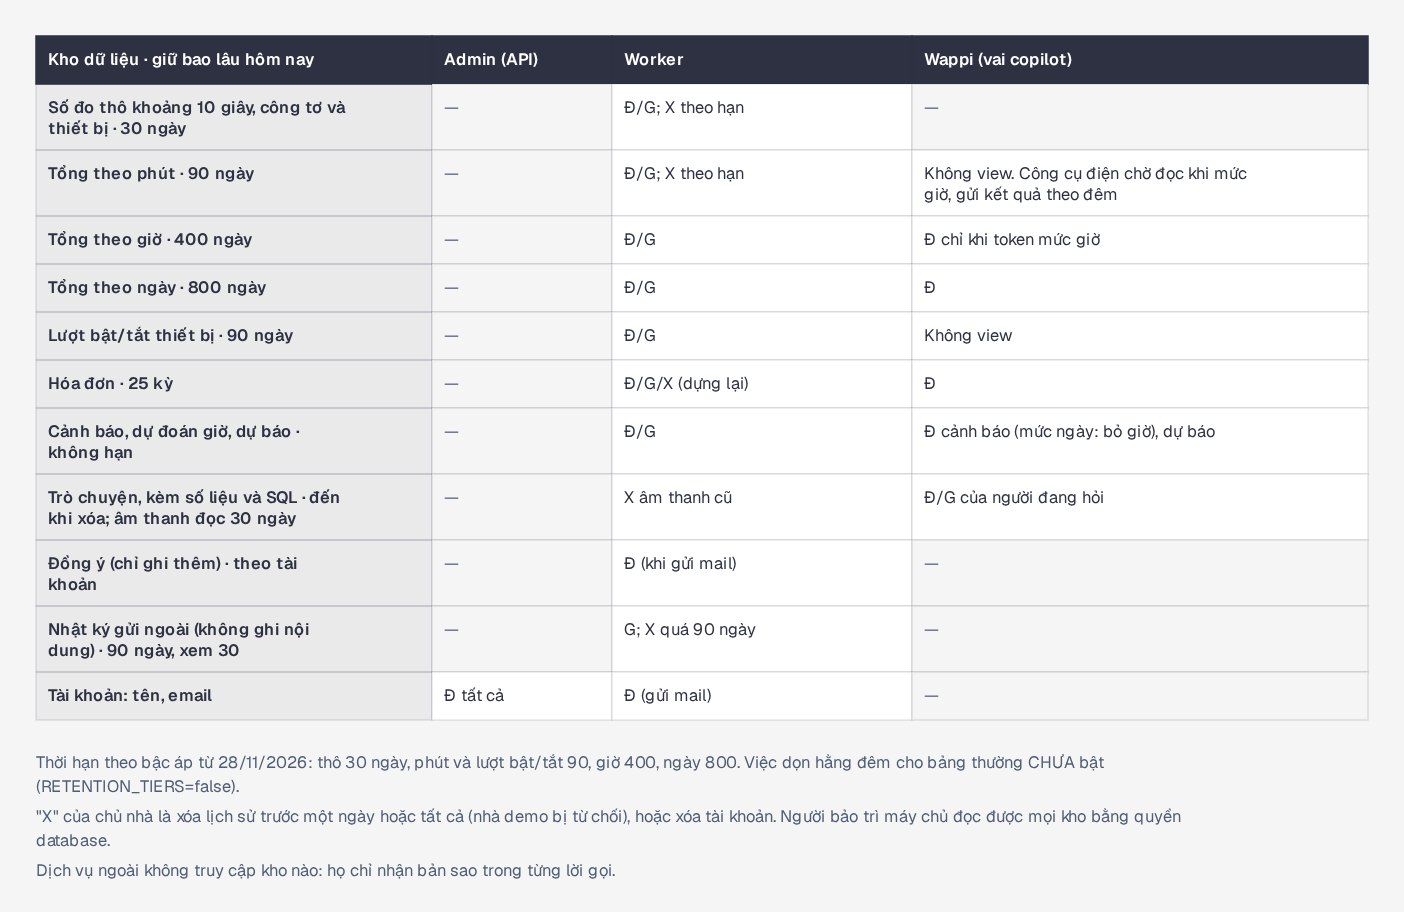 Kho dữ liệu · giữ bao lâu hôm nay Admin (API) Worker Wappi (vai copilot)
Số đo thô khoảng 10 giây, công tơ và — Đ/G; X theo hạn —
thiết bị · 30 ngày
Tổng theo phút · 90 ngày — Đ/G; X theo hạn Không view. Công cụ điện chờ đọc khi mức
giờ, gửi kết quả theo đêm
Tổng theo giờ · 400 ngày — Đ/G Đ chỉ khi token mức giờ
Tổng theo ngày · 800 ngày — Đ/G Đ
Lượt bật/tắt thiết bị · 90 ngày — Đ/G Không view
Hóa đơn · 25 kỳ — Đ/G/X (dựng lại) Đ
Cảnh báo, dự đoán giờ, dự báo · — Đ/G Đ cảnh báo (mức ngày: bỏ giờ), dự báo
không hạn
Trò chuyện, kèm số liệu và SQL · đến — X âm thanh cũ Đ/G của người đang hỏi
khi xóa; âm thanh đọc 30 ngày
Đồng ý (chỉ ghi thêm) · theo tài — Đ (khi gửi mail) —
khoản
Nhật ký gửi ngoài (không ghi nội — G; X quá 90 ngày —
dung) · 90 ngày, xem 30
Tài khoản: tên, email Đ tất cả Đ (gửi mail) —
Thời hạn theo bậc áp từ 28/11/2026: thô 30 ngày, phút và lượt bật/tắt 90, giờ 400, ngày 800. Việc dọn hằng đêm cho bảng thường CHƯA bật
(RETENTION_TIERS=false).
"X" của chủ nhà là xóa lịch sử trước một ngày hoặc tất cả (nhà demo bị từ chối), hoặc xóa tài khoản. Người bảo trì máy chủ đọc được mọi kho bằng quyền
database.
Dịch vụ ngoài không truy cập kho nào: họ chỉ nhận bản sao trong từng lời gọi.